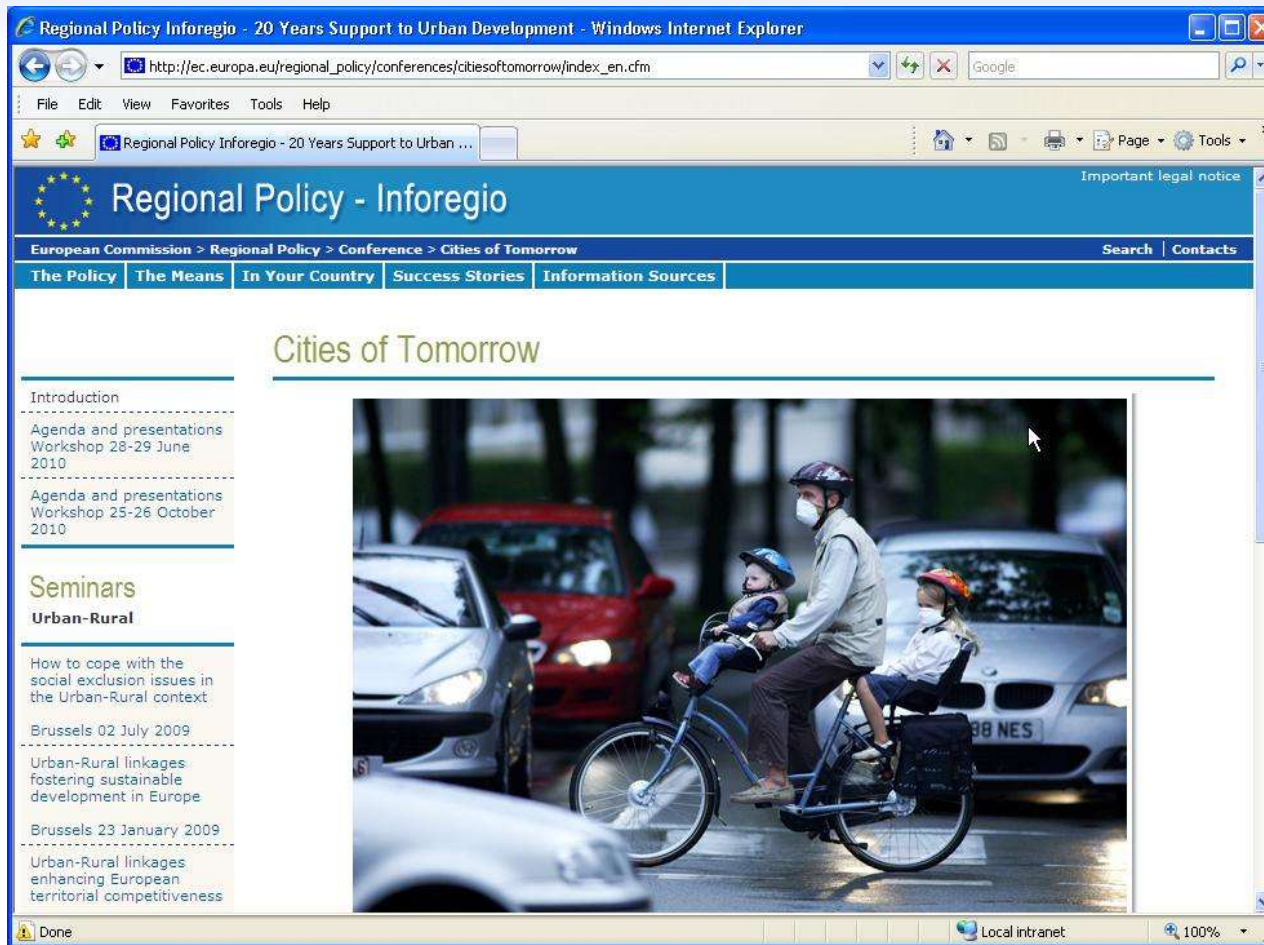 Regional Policy Inforegio - 20 Years Support to Urban Development - Windows Internet Explorer
http://ec.europa.eu/regional_policy/conferences/citiesoftomorrow/index_en.cfm
Google
File Edit View Favorites Tools Help
Regional Policy Inforegio - 20 Years Support to Urban ...
Page Tools
Important legal notice
Regional Policy - Inforegio
European Commission > Regional Policy > Conference > Cities of Tomorrow
Search | Contacts
The Policy The Means In Your Country Success Stories Information Sources
Cities of Tomorrow
Introduction
Agenda and presentations
Workshop 28-29 June
2010
Agenda and presentations
Workshop 25-26 October
2010
Seminars
Urban-Rural
How to cope with the
social exclusion issues in
the Urban-Rural context
Brussels 02 July 2009
Urban-Rural linkages
fostering sustainable
development in Europe
Brussels 23 January 2009
Urban-Rural linkages
enhancing European
territorial competitiveness
NES
Done
Local intranet
100%